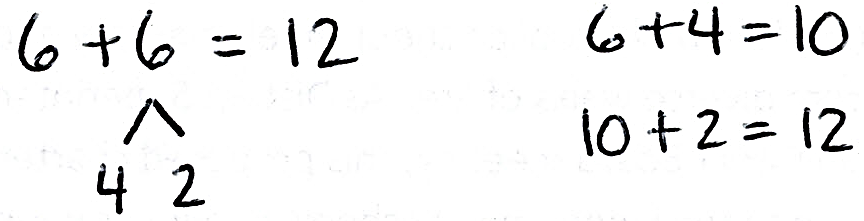 6 + 6 = 12
4 2
6 + 4 = 10
10 + 2 = 12